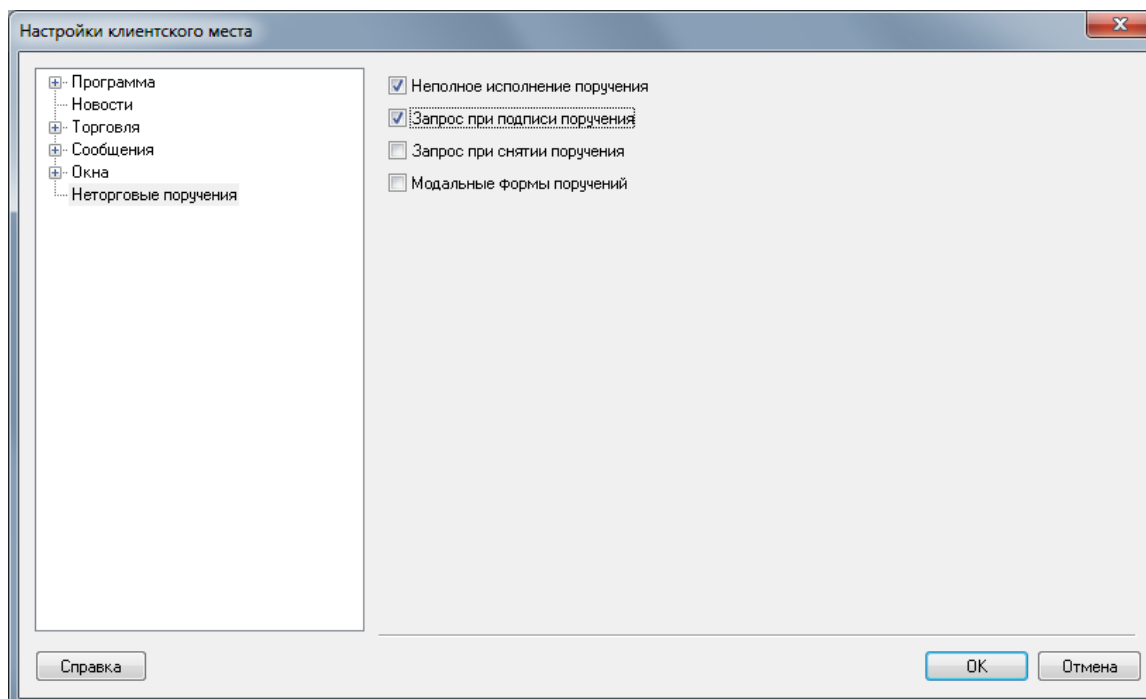 Настройки клиентского места
Программа
Новости
Торговля
Сообщения
Окна
Неторговые поручения
Неполное исполнение поручения
Запрос при подписи поручения
Запрос при снятии поручения
Модальные формы поручений
Справка
OK
Отмена